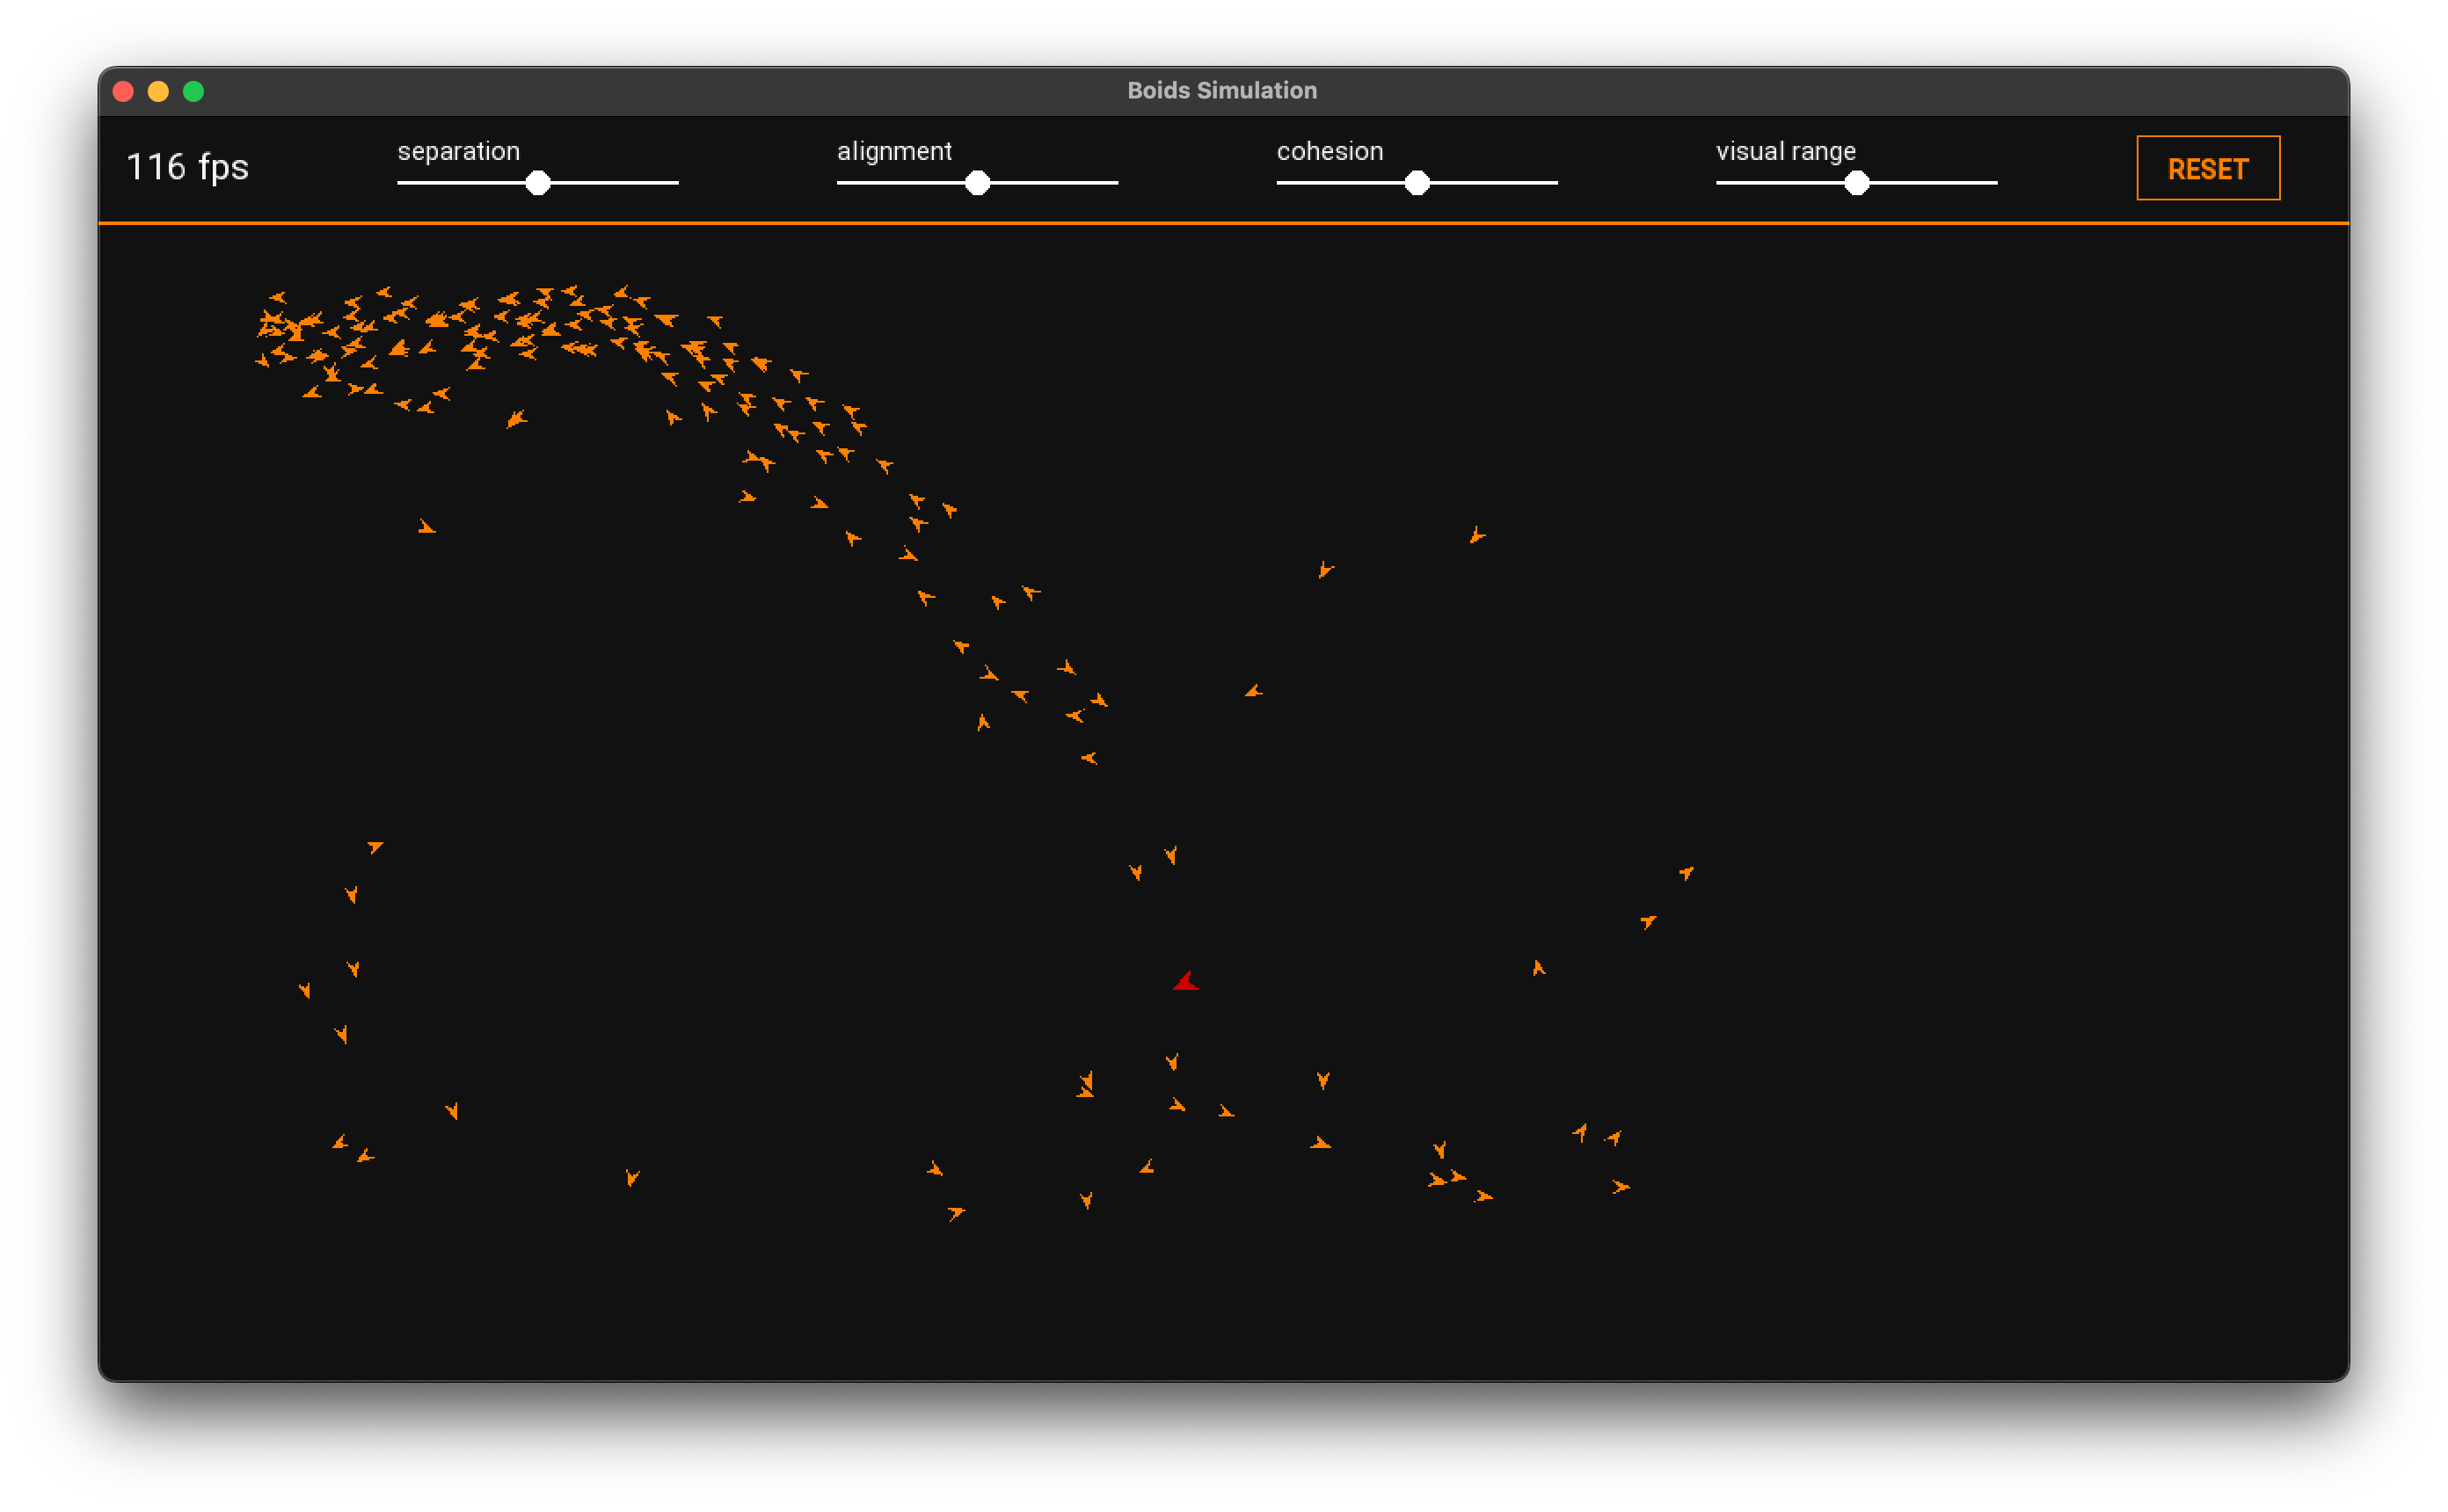 Boids Simulation
116 fps
separation
alignment
cohesion
visual range
RESET